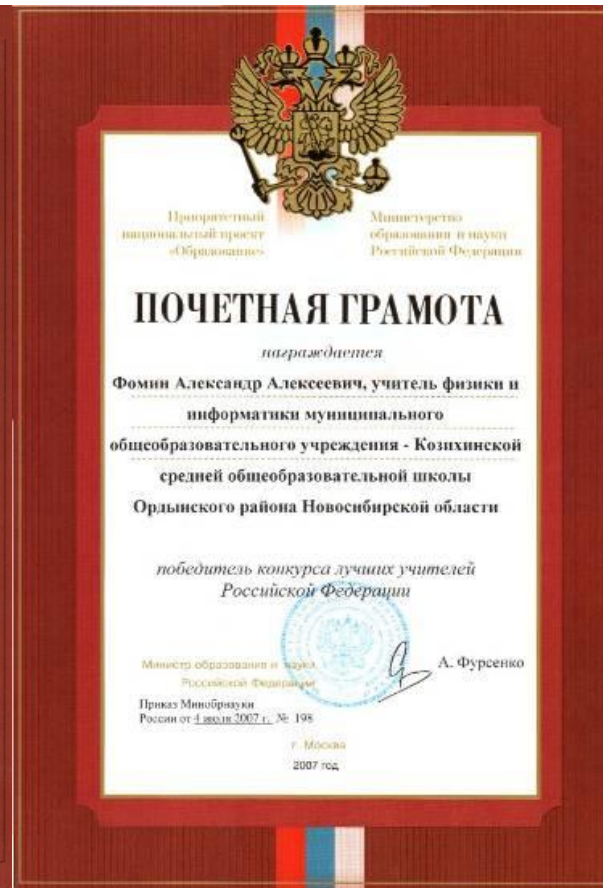 Приоритетный
национальный проект
«Образование»
Министерство
образования и науки
Российской Федерации
ПОЧЕТНАЯ ГРАМОТА
награждается
Фомин Александр Алексеевич, учитель физики и
информатики муниципального
общеобразовательного учреждения - Козихинской
средней общеобразовательной школы
Ордынского района Новосибирской области
победитель конкурса лучших учителей
Российской Федерации
Министр образования и науки
Российской Федерации
А. Фурсенко
Приказ Минобрнауки
России от 4 июля 2007 г. № 198
г. Москва
2007 год